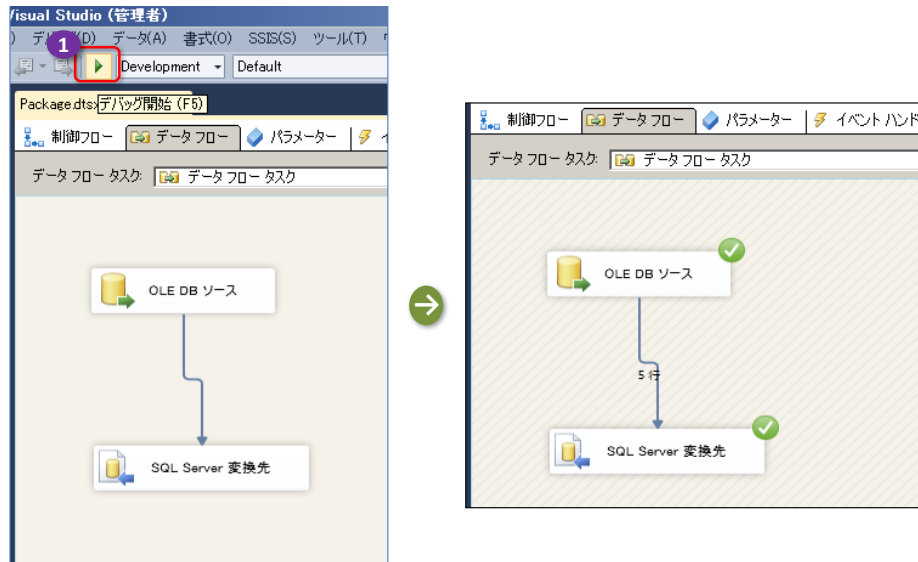 Visual Studio (管理者)
(D) データ(A) 書式(O) SSIS(S) ツール(T)
1
Development Default
Package.dts デバッグ開始 (F5)
制御フロー データ フロー パラメーター
データ フロー タスク: データ フロー タスク
OLE DB ソース
SQL Server 変換先
制御フロー データ フロー パラメーター イベント ハンド
データ フロー タスク: データ フロー タスク
OLE DB ソース
5 行
SQL Server 変換先